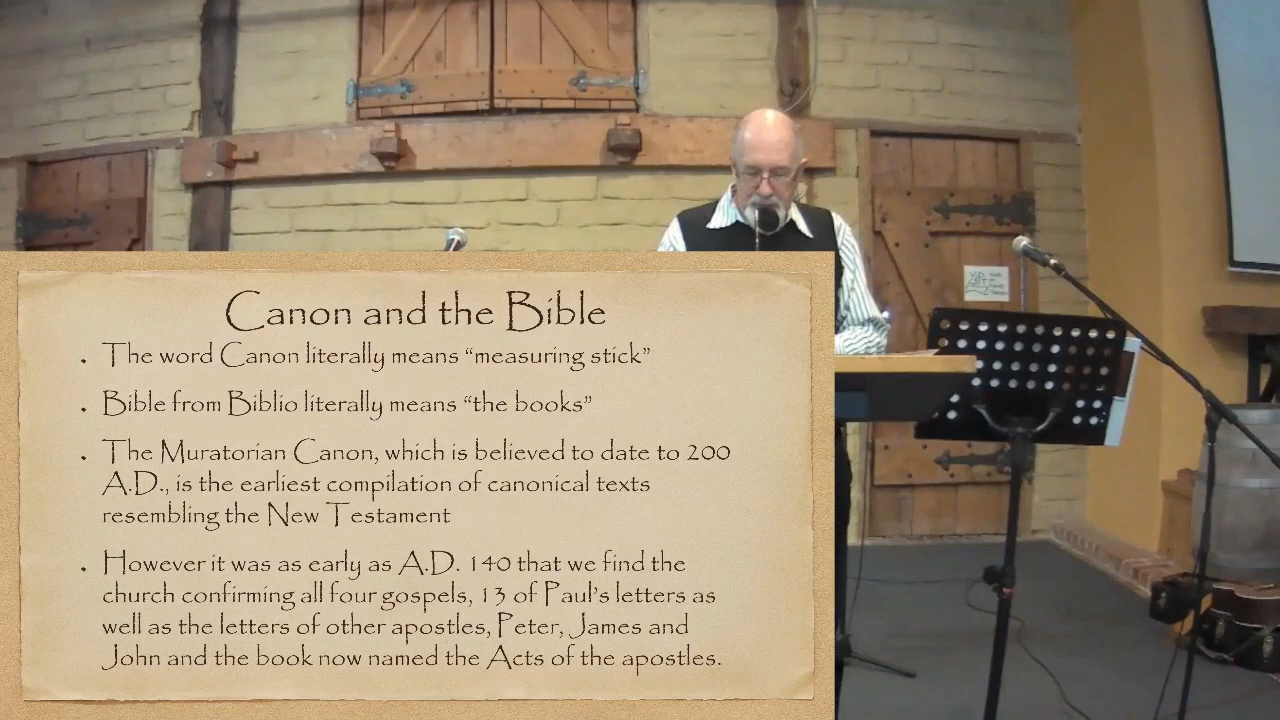 Canon and the Bible
. The word Canon literally means “measuring stick”
. Bible from Biblio literally means “the books”
. The Muratorian Canon, which is believed to date to 200
A.D., is the earliest compilation of canonical texts
resembling the New Testament
. However it was as early as A.D. 140 that we find the
church confirming all four gospels, 13 of Paul’s letters as
well as the letters of other apostles, Peter, James and
John and the book now named the Acts of the apostles.